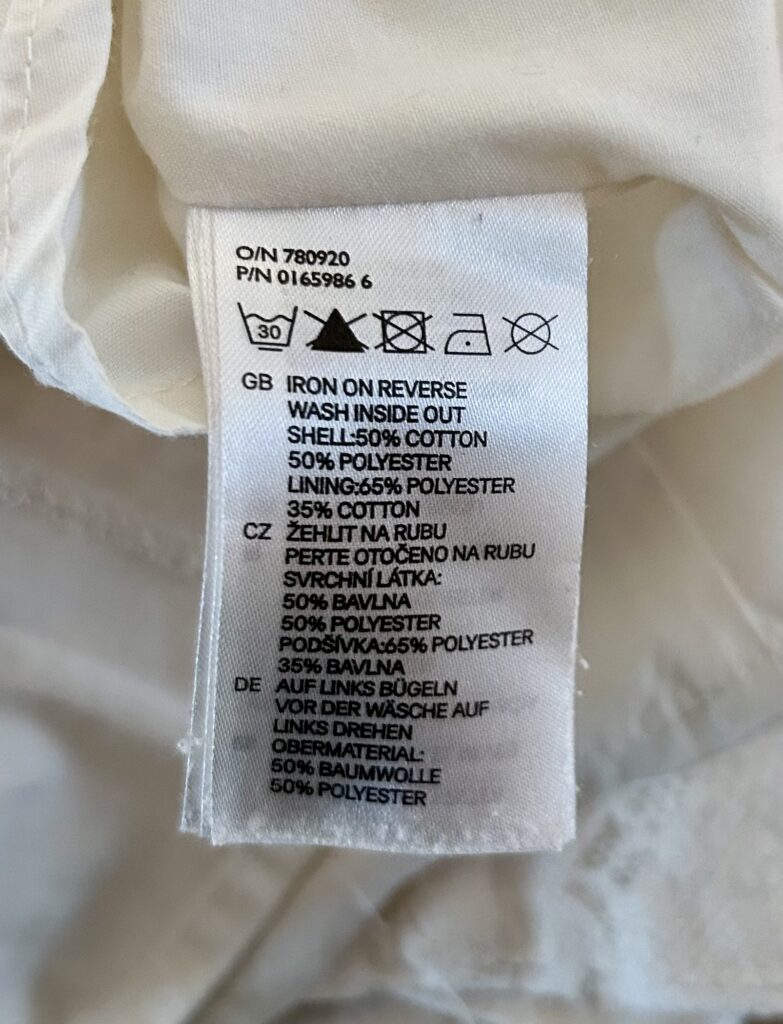 O/N 780920
P/N 0165986 6
30
GB IRON ON REVERSE
WASH INSIDE OUT
SHELL:50% COTTON
50% POLYESTER
LINING:65% POLYESTER
35% COTTON
CZ ŽEHLIT NA RUBU
PERTE OTOČENO NA RUBU
SVRCHNÍ LÁTKA:
50% BAVLNA
50% POLYESTER
PODŠÍVKA:65% POLYESTER
35% BAVLNA
DE AUF LINKS BÜGELN
VOR DER WÄSCHE AUF
LINKS DREHEN
OBERMATERIAL:
50% BAUMWOLLE
50% POLYESTER